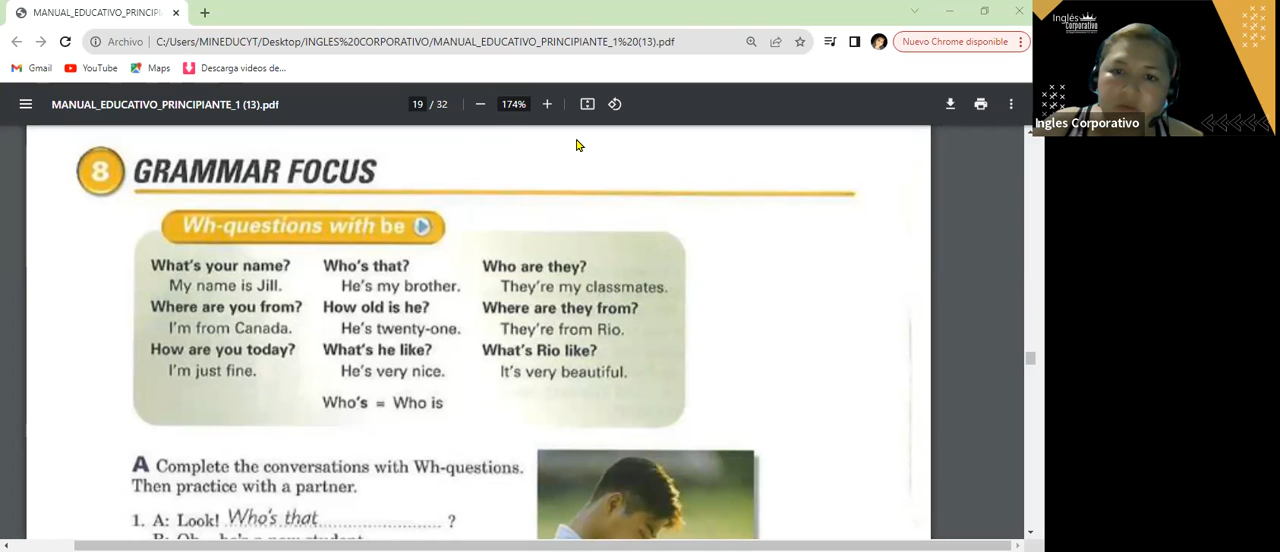 MANUAL_EDUCATIVO_PRINCIPI
Archivo
C:/Users/MINEDUCYT/Desktop/INGLES%20CORPORATIVO/MANUAL_EDUCATIVO_PRINCIPIANTE_1%20(13).pdf
Nuevo Chrome disponible
Gmail
YouTube
Maps
Descarga videos de...
MANUAL_EDUCATIVO_PRINCIPIANTE_1 (13).pdf
19 / 32
174%
8 GRAMMAR FOCUS
Wh-questions with be
What's your name?
My name is Jill.
Where are you from?
I'm from Canada.
How are you today?
I'm just fine.
Who's that?
He's my brother.
How old is he?
He's twenty-one.
What's he like?
He's very nice.
Who's = Who is
Who are they?
They're my classmates.
Where are they from?
They're from Rio.
What's Rio like?
It's very beautiful.
A Complete the conversations with Wh-questions.
Then practice with a partner.
1. A: Look! Who's that ?
B: Oh, he's a new student.
Inglés
Corporativo
Ingles Corporativo